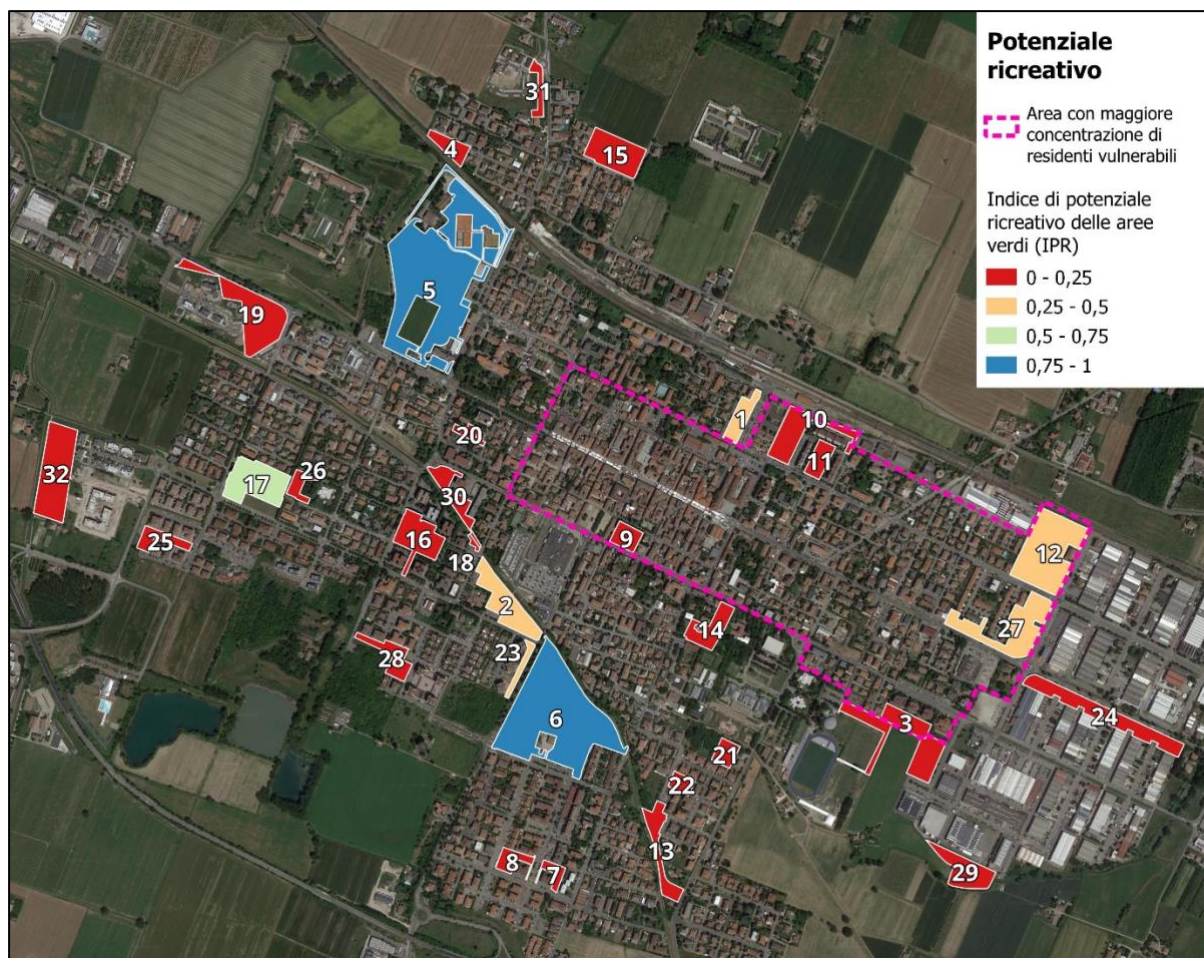 Potenziale
ricreativo
Area con maggiore
concentrazione di
residenti vulnerabili
Indice di potenziale
ricreativo delle aree
verdi (IPR)
0 - 0,25
0,25 - 0,5
0,5 - 0,75
0,75 - 1
31
4
15
5
19
1
10
11
20
17
26
32
30
9
12
16
25
18
2
27
14
23
28
6
3
24
21
22
13
8
7
29